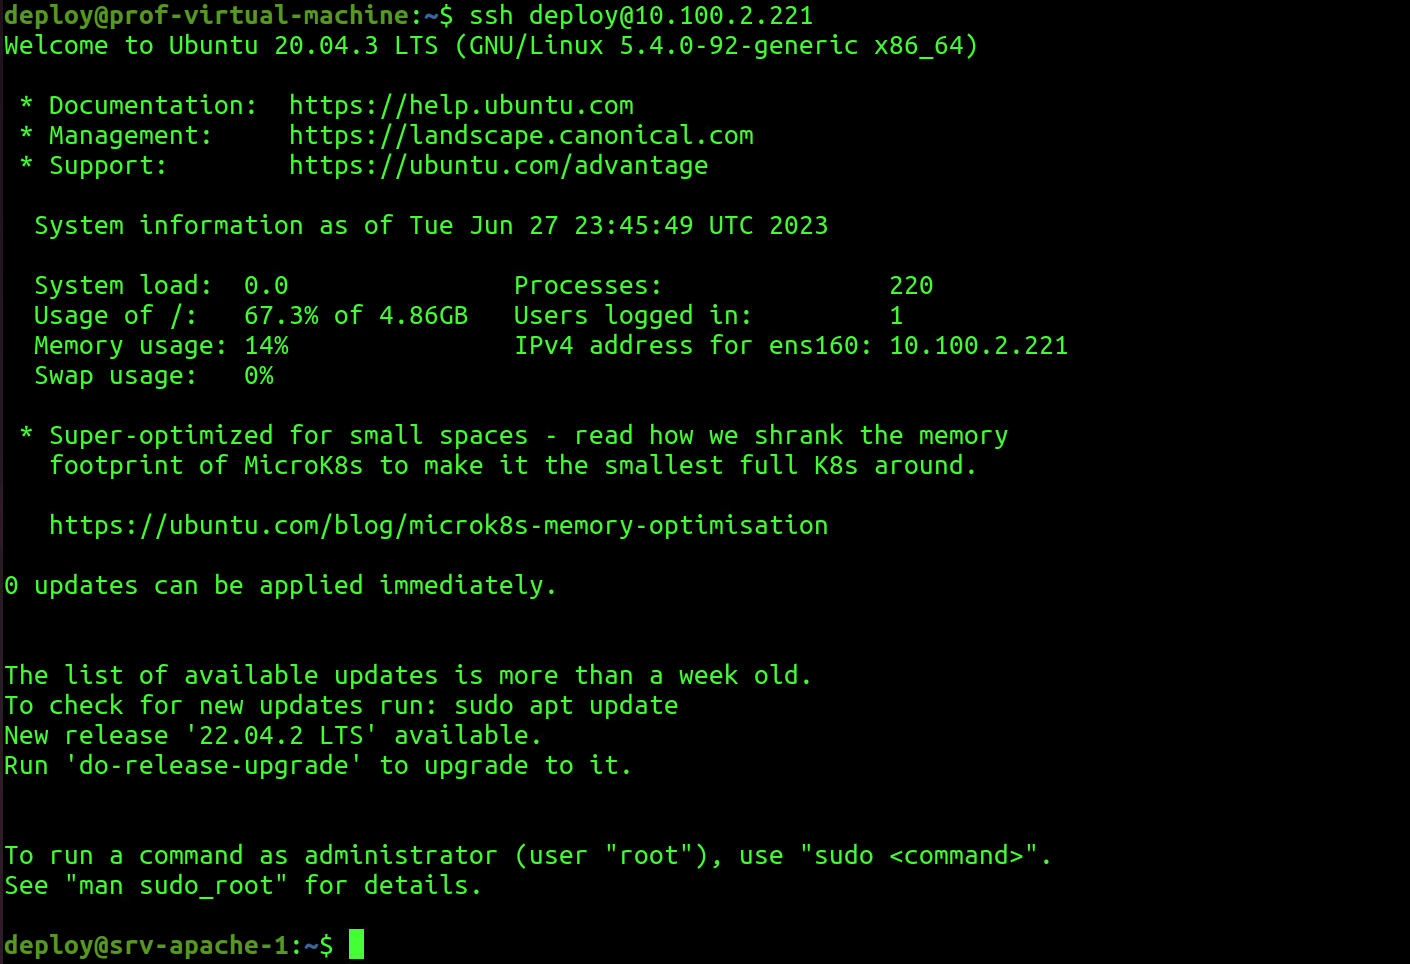 deploy@prof-virtual-machine:~$ ssh deploy@10.100.2.221
Welcome to Ubuntu 20.04.3 LTS (GNU/Linux 5.4.0-92-generic x86_64)
* Documentation:  https://help.ubuntu.com
* Management:     https://landscape.canonical.com
* Support:        https://ubuntu.com/advantage
System information as of Tue Jun 27 23:45:49 UTC 2023
System load:  0.0               Processes:               220
Usage of /:   67.3% of 4.86GB   Users logged in:         1
Memory usage: 14%               IPv4 address for ens160: 10.100.2.221
Swap usage:   0%
* Super-optimized for small spaces - read how we shrank the memory
footprint of MicroK8s to make it the smallest full K8s around.
https://ubuntu.com/blog/microk8s-memory-optimisation
0 updates can be applied immediately.
The list of available updates is more than a week old.
To check for new updates run: sudo apt update
New release '22.04.2 LTS' available.
Run 'do-release-upgrade' to upgrade to it.
To run a command as administrator (user "root"), use "sudo <command>".
See "man sudo_root" for details.
deploy@srv-apache-1:~$